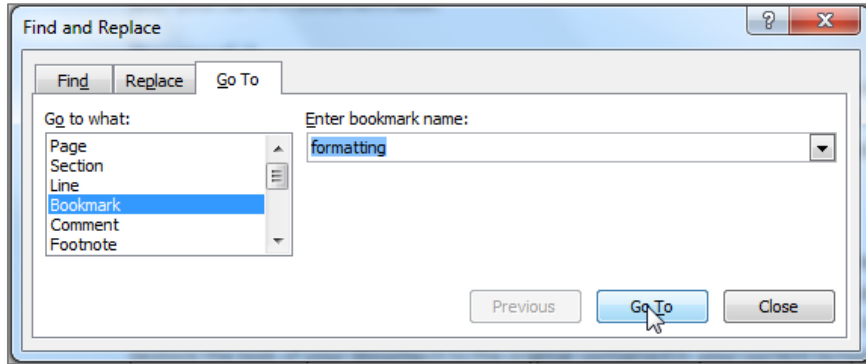 Find and Replace
Find Replace Go To
Go to what: Enter bookmark name:
Page formatting
Section
Line
Bookmark
Comment
Footnote
Previous Go To Close